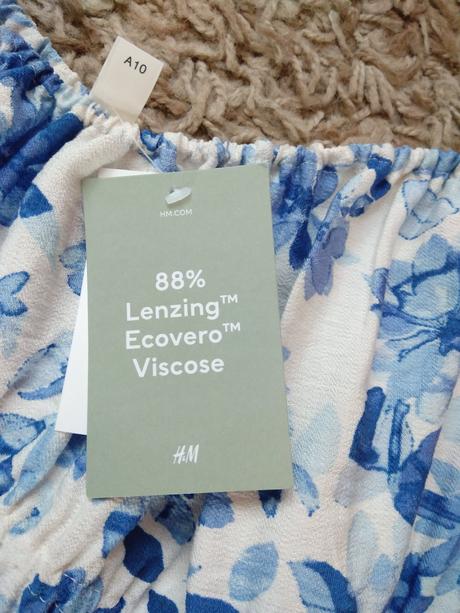 A10
HM.COM
88%
Lenzing™
Ecovero™
Viscose
H&M